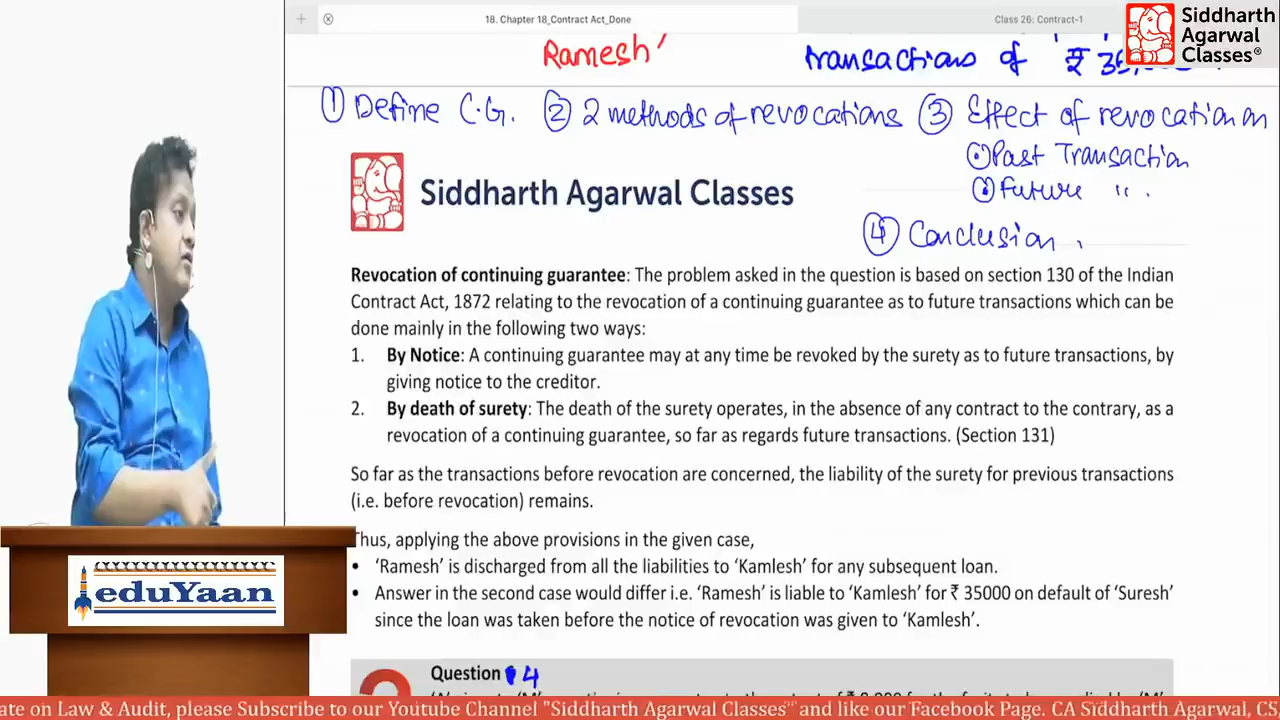 18. Chapter 18_Contract Act_Done
Class 26: Contract-1
Siddharth
Agarwal
Classes®
Ramesh'
transactions of
① Define C.G. ② 2 methods of revocations ③ Effect of revocation on
① Past Transaction
② Future " .
④ Conclusion
Siddharth Agarwal Classes
Revocation of continuing guarantee: The problem asked in the question is based on section 130 of the Indian
Contract Act, 1872 relating to the revocation of a continuing guarantee as to future transactions which can be
done mainly in the following two ways:
1. By Notice: A continuing guarantee may at any time be revoked by the surety as to future transactions, by
giving notice to the creditor.
2. By death of surety: The death of the surety operates, in the absence of any contract to the contrary, as a
revocation of a continuing guarantee, so far as regards future transactions. (Section 131)
So far as the transactions before revocation are concerned, the liability of the surety for previous transactions
(i.e. before revocation) remains.
Thus, applying the above provisions in the given case,
• 'Ramesh' is discharged from all the liabilities to 'Kamlesh' for any subsequent loan.
• Answer in the second case would differ i.e. 'Ramesh' is liable to 'Kamlesh' for ₹ 35000 on default of 'Suresh'
since the loan was taken before the notice of revocation was given to 'Kamlesh'.
eduYaan
Question 4
ate on Law & Audit, please Subscribe to our Youtube Channel "Siddharth Agarwal Classes" and like our Facebook Page. CA Siddharth Agarwal, CS